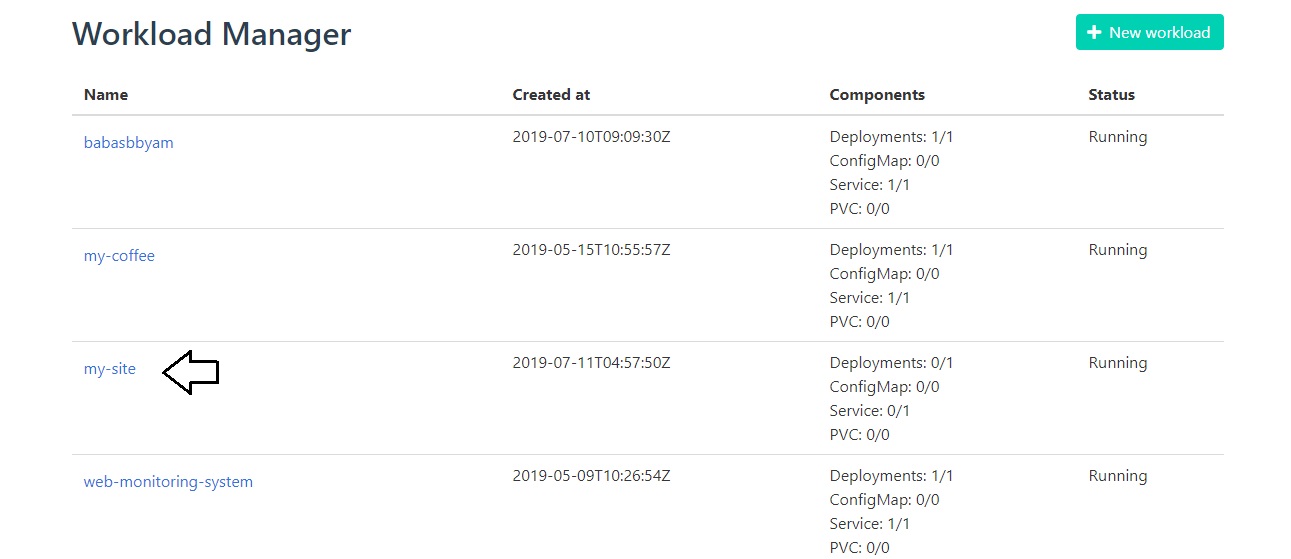 Workload Manager
+ New workload
Name Created at Components Status
babasbbyam 2019-07-10T09:09:30Z Deployments: 1/1 Running
ConfigMap: 0/0
Service: 1/1
PVC: 0/0
my-coffee 2019-05-15T10:55:57Z Deployments: 1/1 Running
ConfigMap: 0/0
Service: 1/1
PVC: 0/0
my-site 2019-07-11T04:57:50Z Deployments: 0/1 Running
ConfigMap: 0/0
Service: 0/1
PVC: 0/0
web-monitoring-system 2019-05-09T10:26:54Z Deployments: 1/1 Running
ConfigMap: 0/0
Service: 1/1
PVC: 0/0